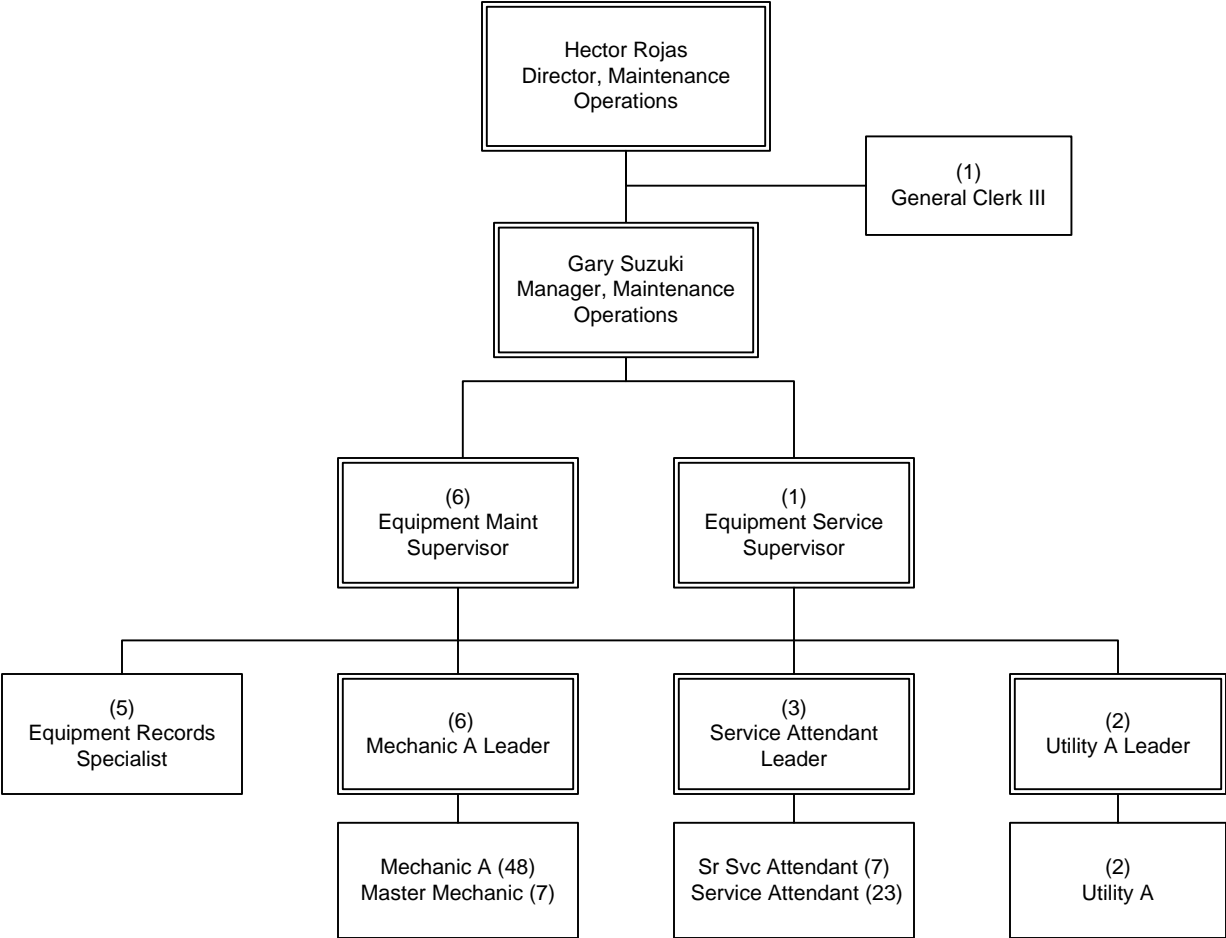 Hector Rojas
Director, Maintenance
Operations
(1)
General Clerk III
Gary Suzuki
Manager, Maintenance
Operations
(6)
Equipment Maint
Supervisor
(1)
Equipment Service
Supervisor
(5)
Equipment Records
Specialist
(6)
Mechanic A Leader
(3)
Service Attendant
Leader
(2)
Utility A Leader
Mechanic A (48)
Master Mechanic (7)
Sr Svc Attendant (7)
Service Attendant (23)
(2)
Utility A